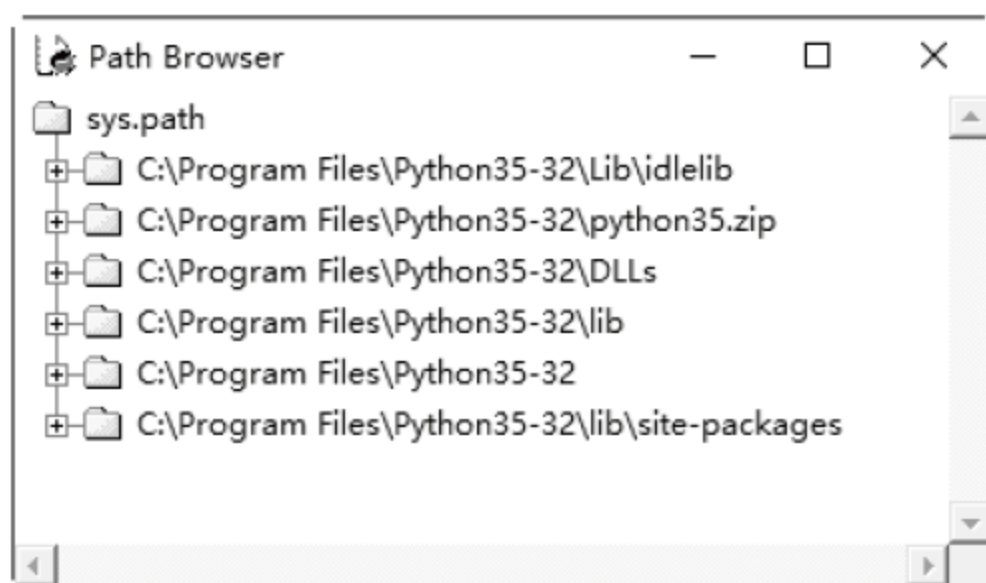 Path Browser
sys.path
C:\Program Files\Python35-32\Lib\idlelib
C:\Program Files\Python35-32\python35.zip
C:\Program Files\Python35-32\DLLs
C:\Program Files\Python35-32\lib
C:\Program Files\Python35-32
C:\Program Files\Python35-32\lib\site-packages